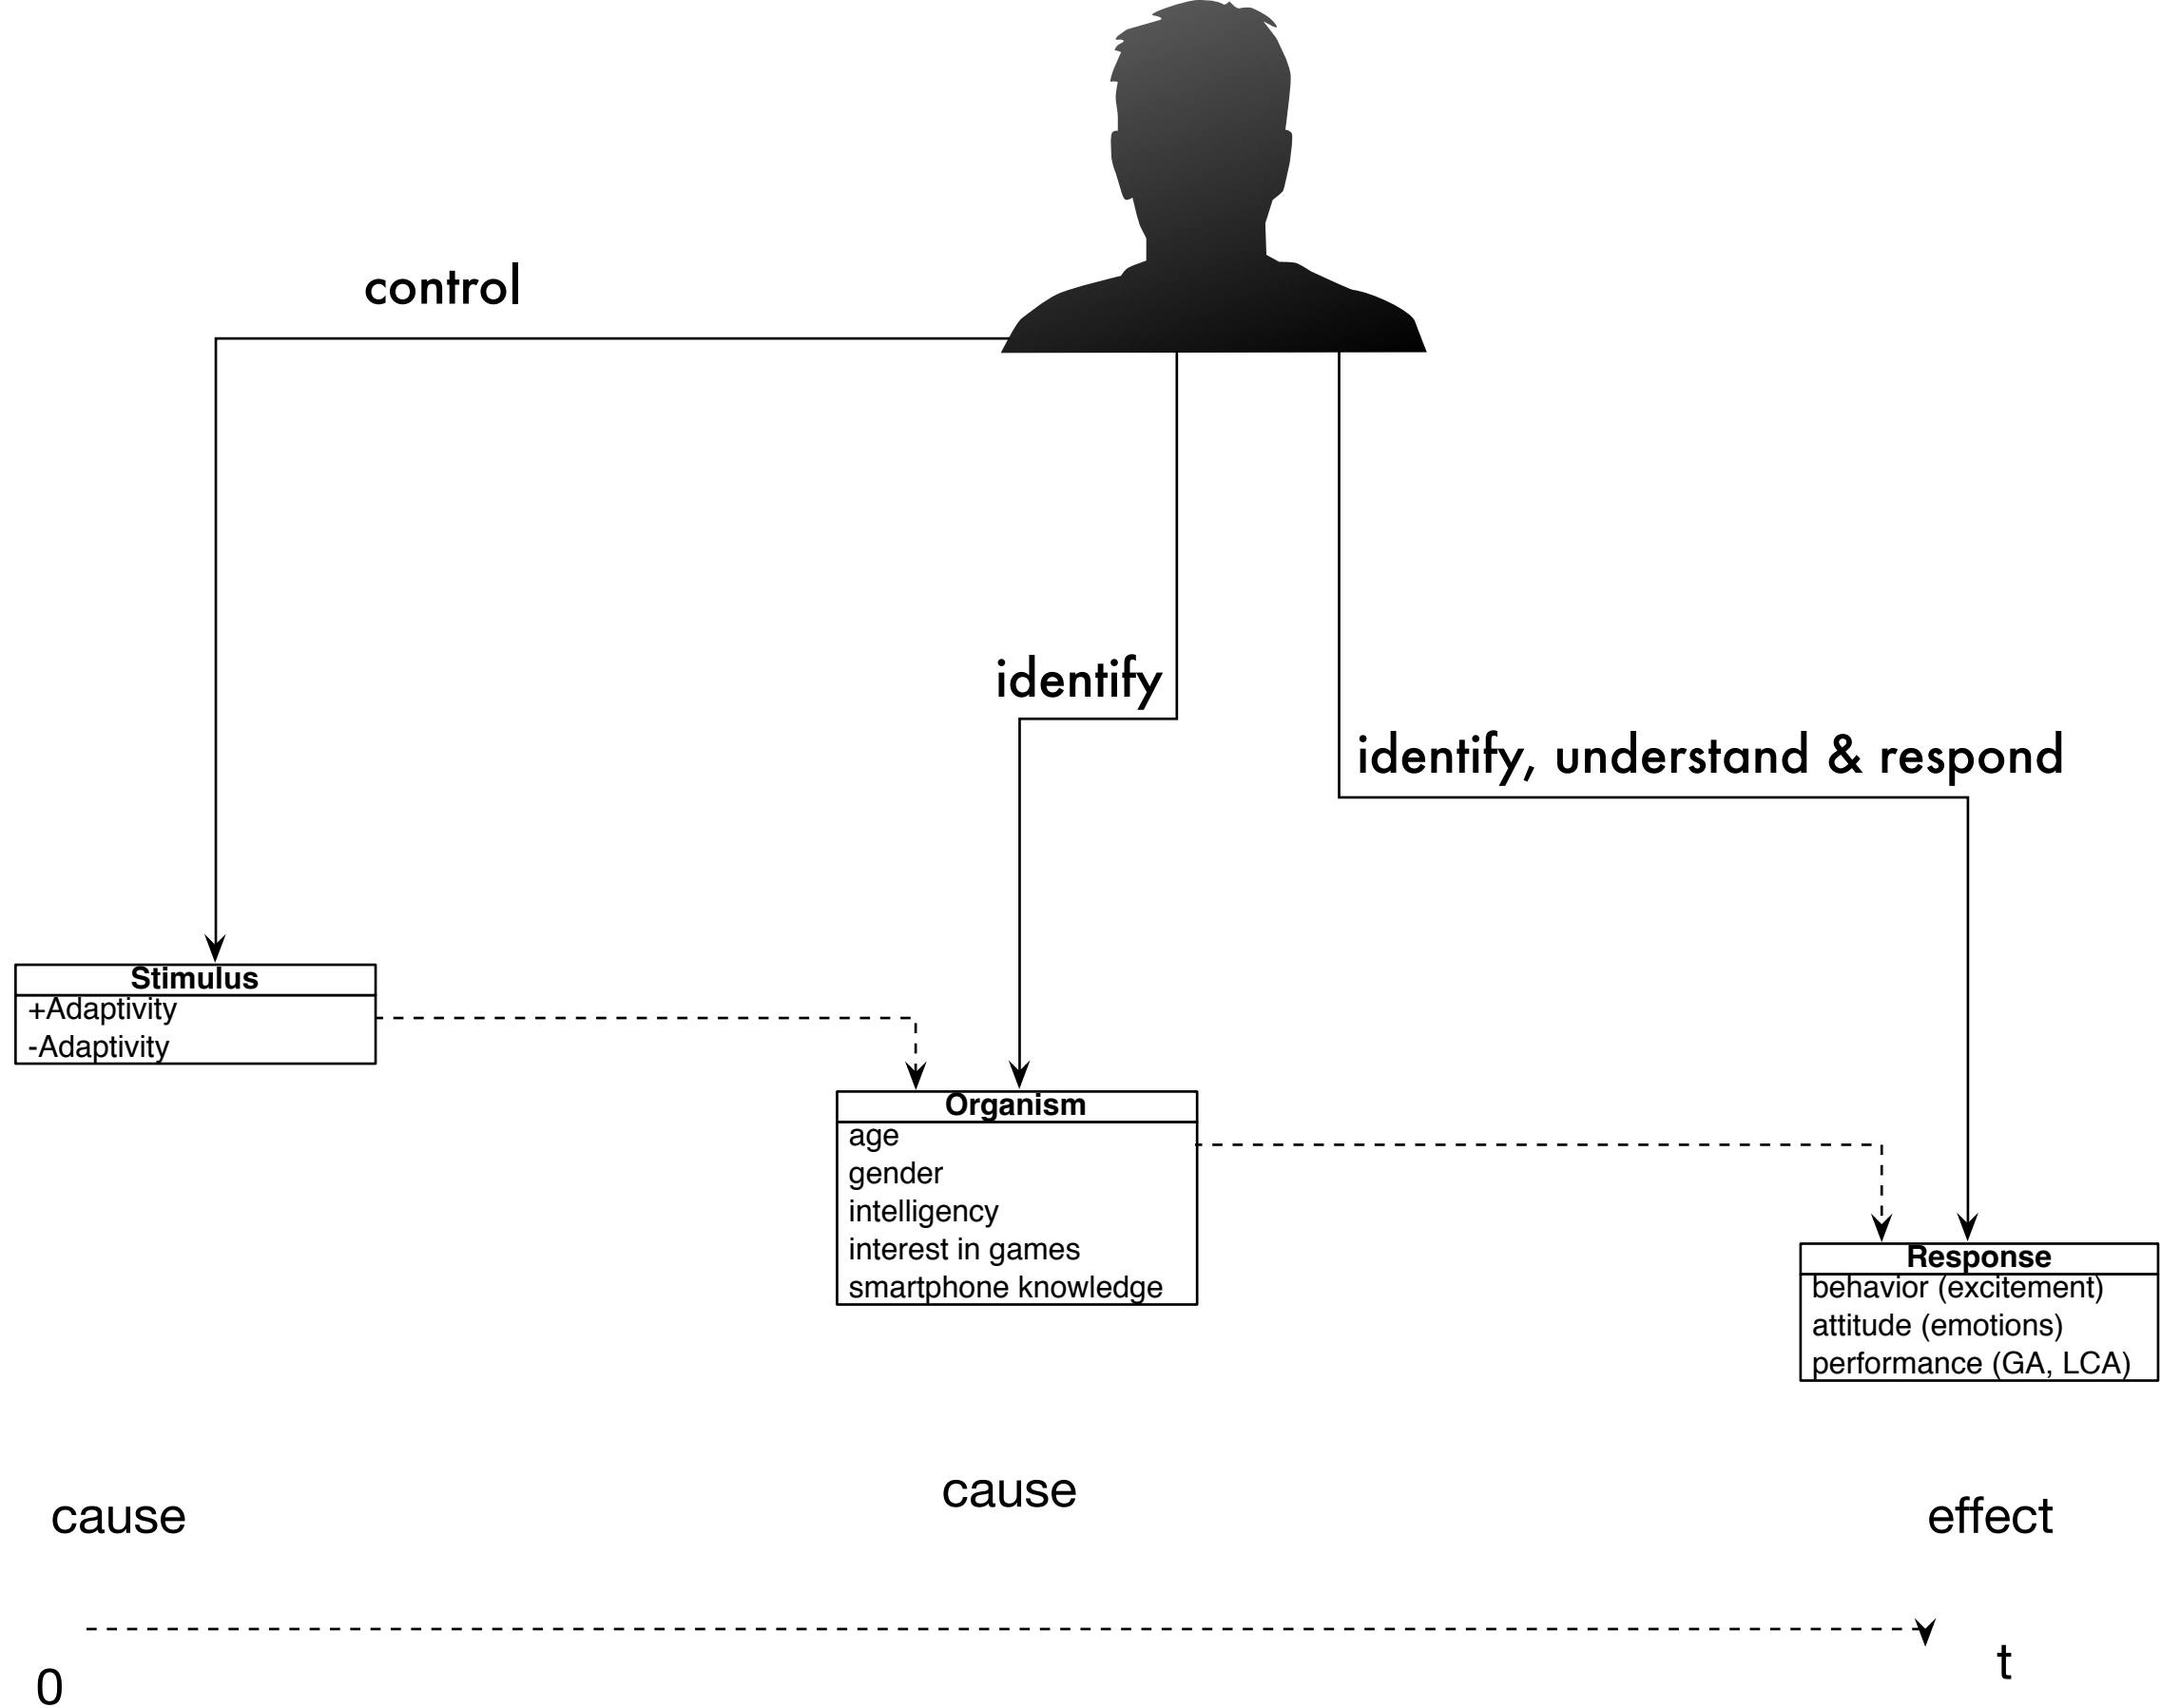 control
identify
identify, understand & respond
Stimulus
+Adaptivity
-Adaptivity
Organism
age
gender
intelligency
interest in games
smartphone knowledge
Response
behavior (excitement)
attitude (emotions)
performance (GA, LCA)
cause
cause
effect
0
t